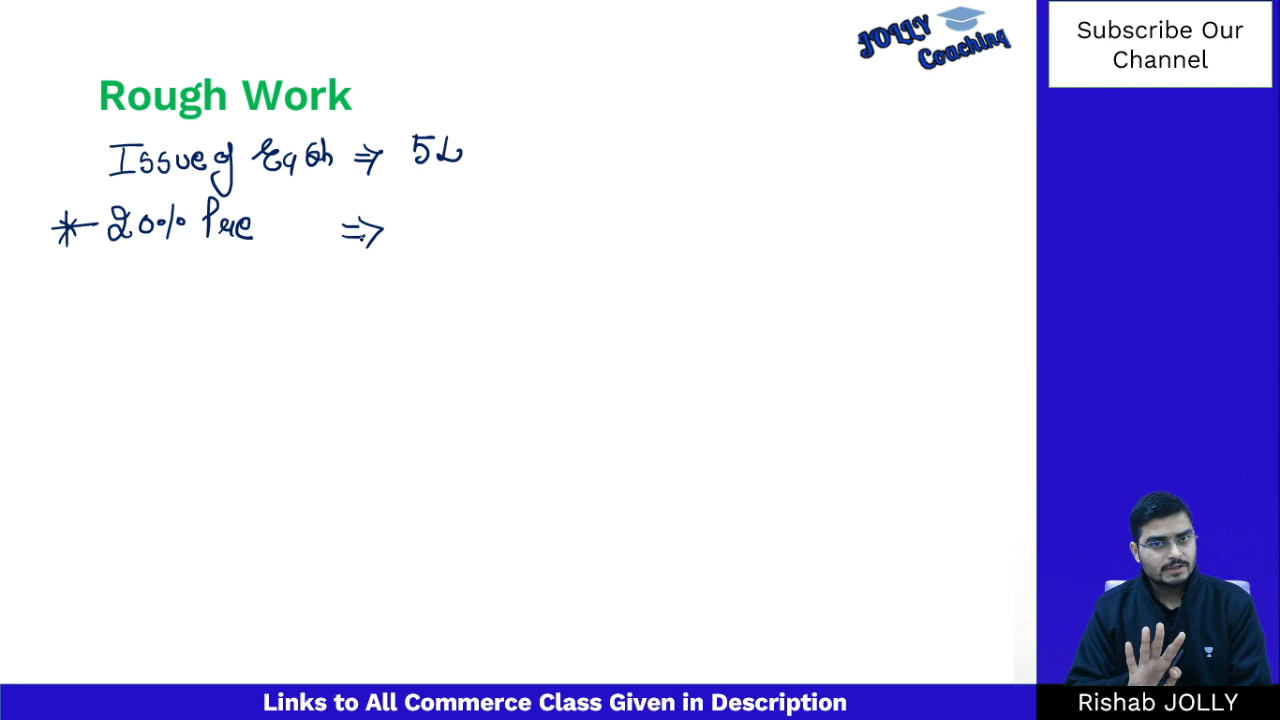 JOLLY
Coaching
Subscribe Our
Channel
Rough Work
Issue of Eq Sh ⇒ 5L
* 20% Pre ⇒
Links to All Commerce Class Given in Description
Rishab JOLLY